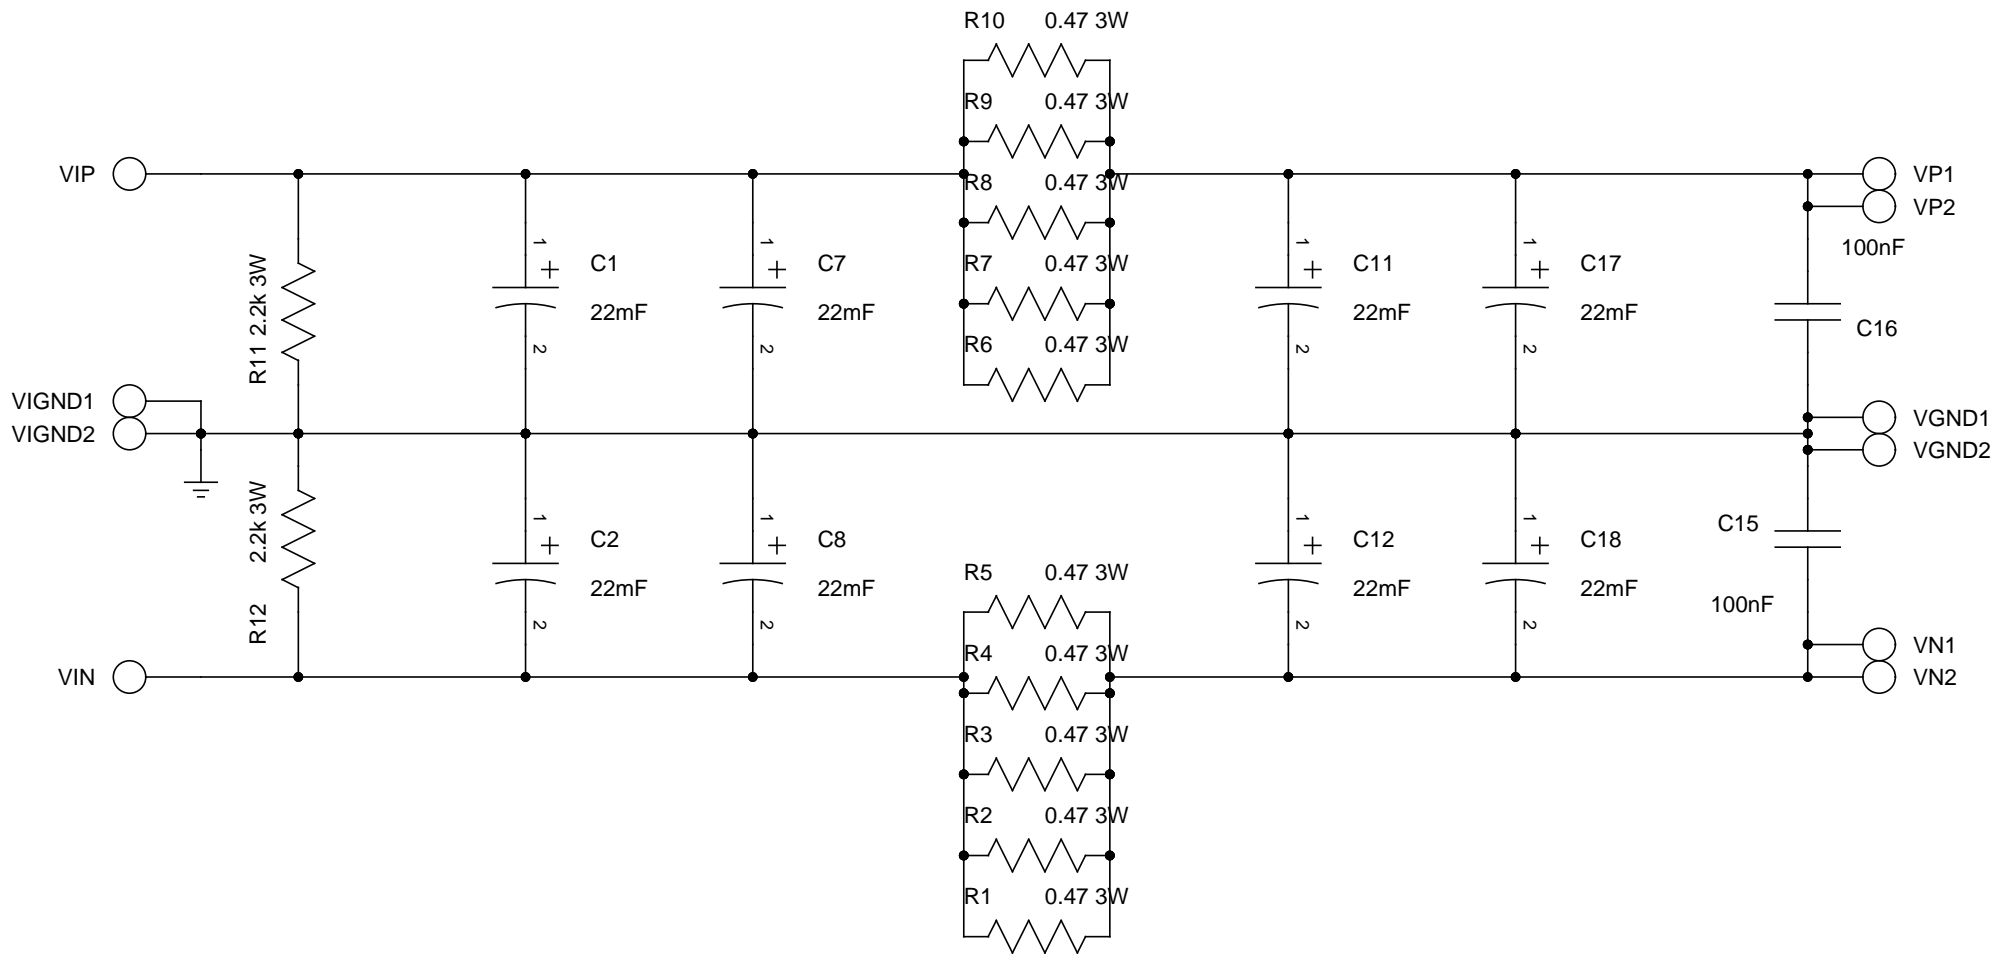 R10 0.47 3W
R9 0.47 3W
VIP
R8 0.47 3W
VP1
VP2
100nF
1 + C1
1 + C7
R7 0.47 3W
1 + C11
1 + C17
R11 2.2k 3W
22mF
22mF
22mF
22mF
C16
2
2
R6 0.47 3W
2
2
VIGND1
VIGND2
VGND1
VGND2
R12 2.2k 3W
1 + C2
1 + C8
1 + C12
1 + C18
C15
R5 0.47 3W
22mF
22mF
22mF
22mF
100nF
2
2
2
2
R4 0.47 3W
VIN
VN1
VN2
R3 0.47 3W
R2 0.47 3W
R1 0.47 3W